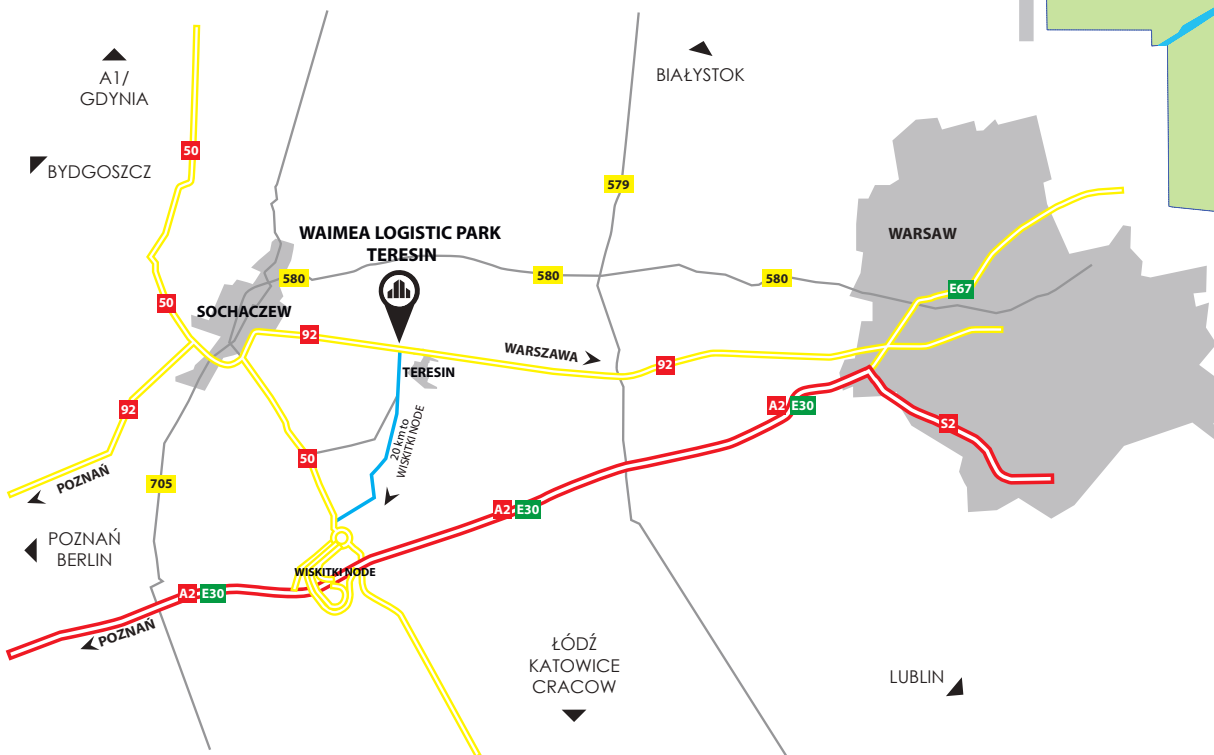 A1/
GDYNIA
BIAŁYSTOK
BYDGOSZCZ
50
579
WAIMEA LOGISTIC PARK
TERESIN
WARSAW
580
580
580
E67
50
SOCHACZEW
92
WARSZAWA
92
TERESIN
92
A2 E30
S2
20 km to
WISKITKI NODE
50
POZNAŃ
705
A2 E30
POZNAŃ
BERLIN
WISKITKI NODE
A2 E30
POZNAŃ
ŁÓDŹ
KATOWICE
CRACOW
LUBLIN